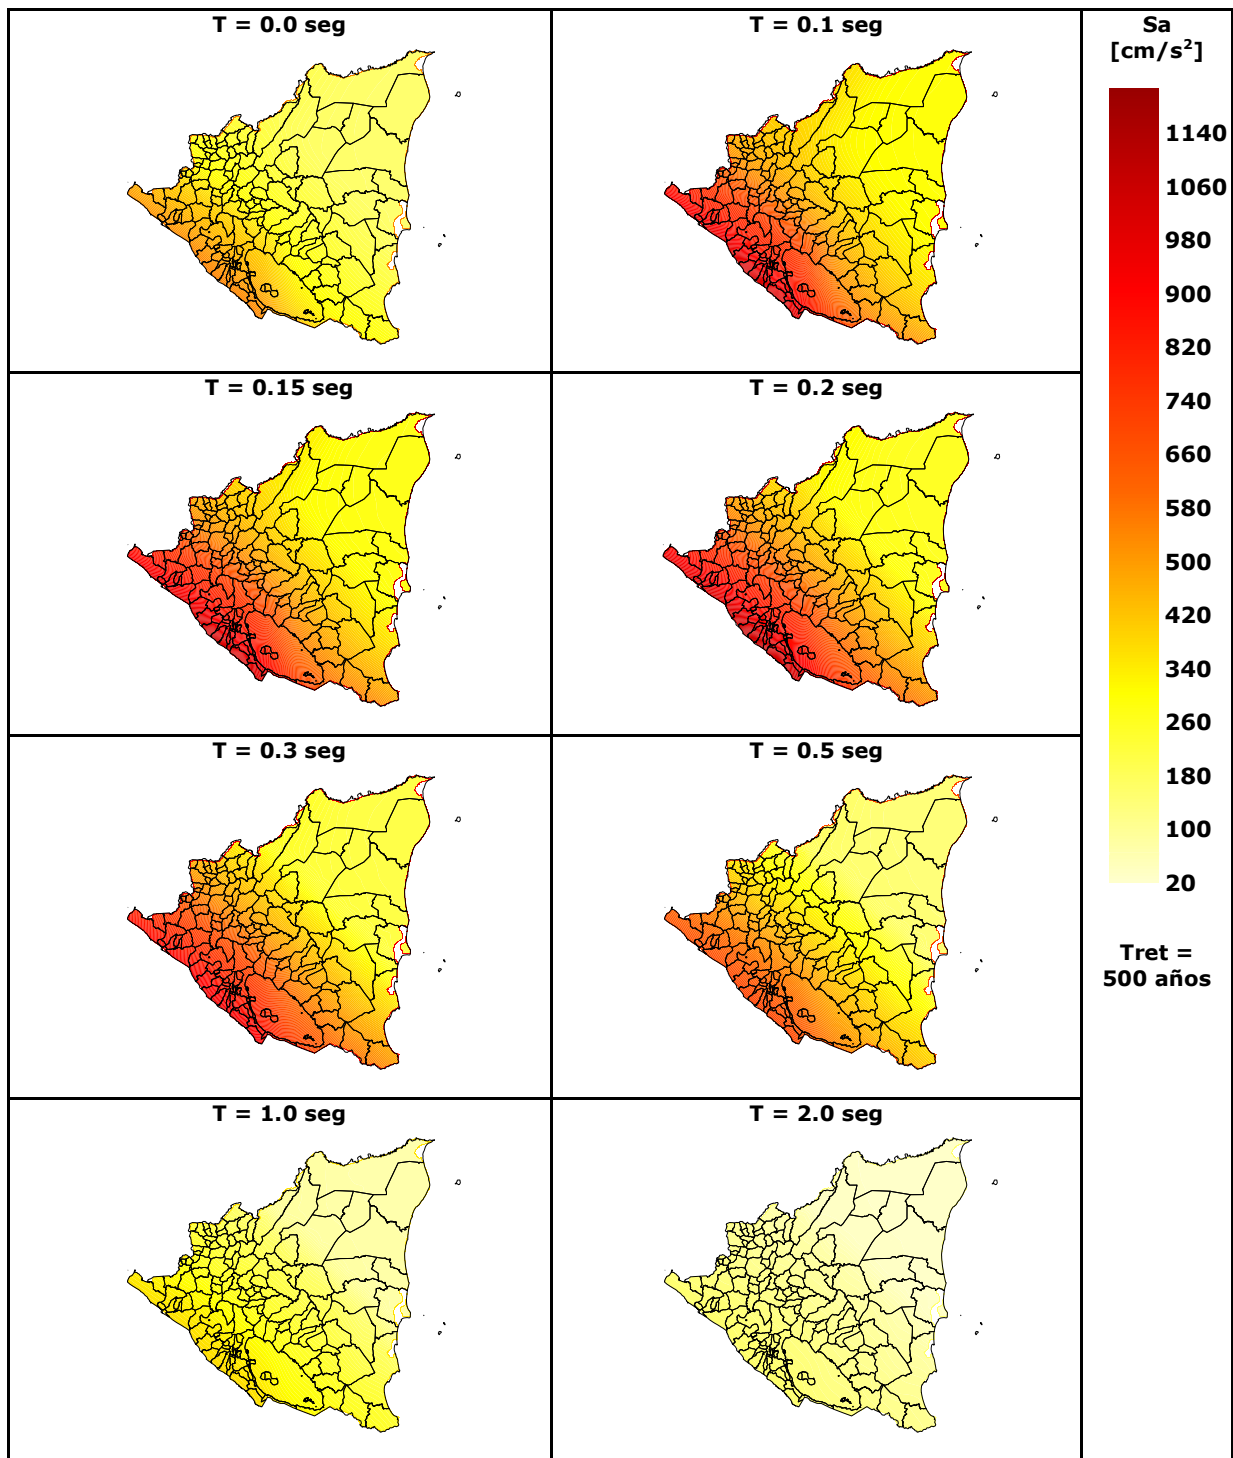 T = 0.0 seg
T = 0.1 seg
T = 0.15 seg
T = 0.2 seg
T = 0.3 seg
T = 0.5 seg
T = 1.0 seg
T = 2.0 seg
Sa
[cm/s²]
1140
1060
980
900
820
740
660
580
500
420
340
260
180
100
20
Tret =
500 años